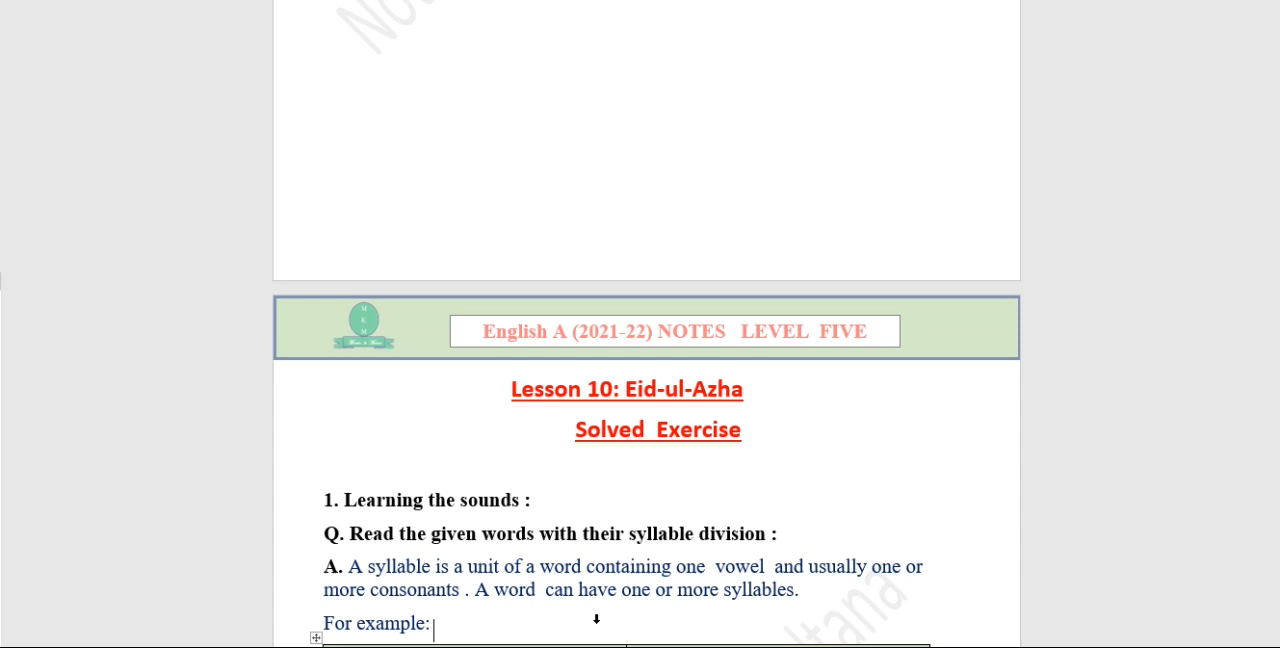 M
E
M
English A (2021-22) NOTES LEVEL FIVE
Lesson 10: Eid-ul-Azha
Solved Exercise
1. Learning the sounds :
Q. Read the given words with their syllable division :
A. A syllable is a unit of a word containing one vowel and usually one or
more consonants . A word can have one or more syllables.
For example: